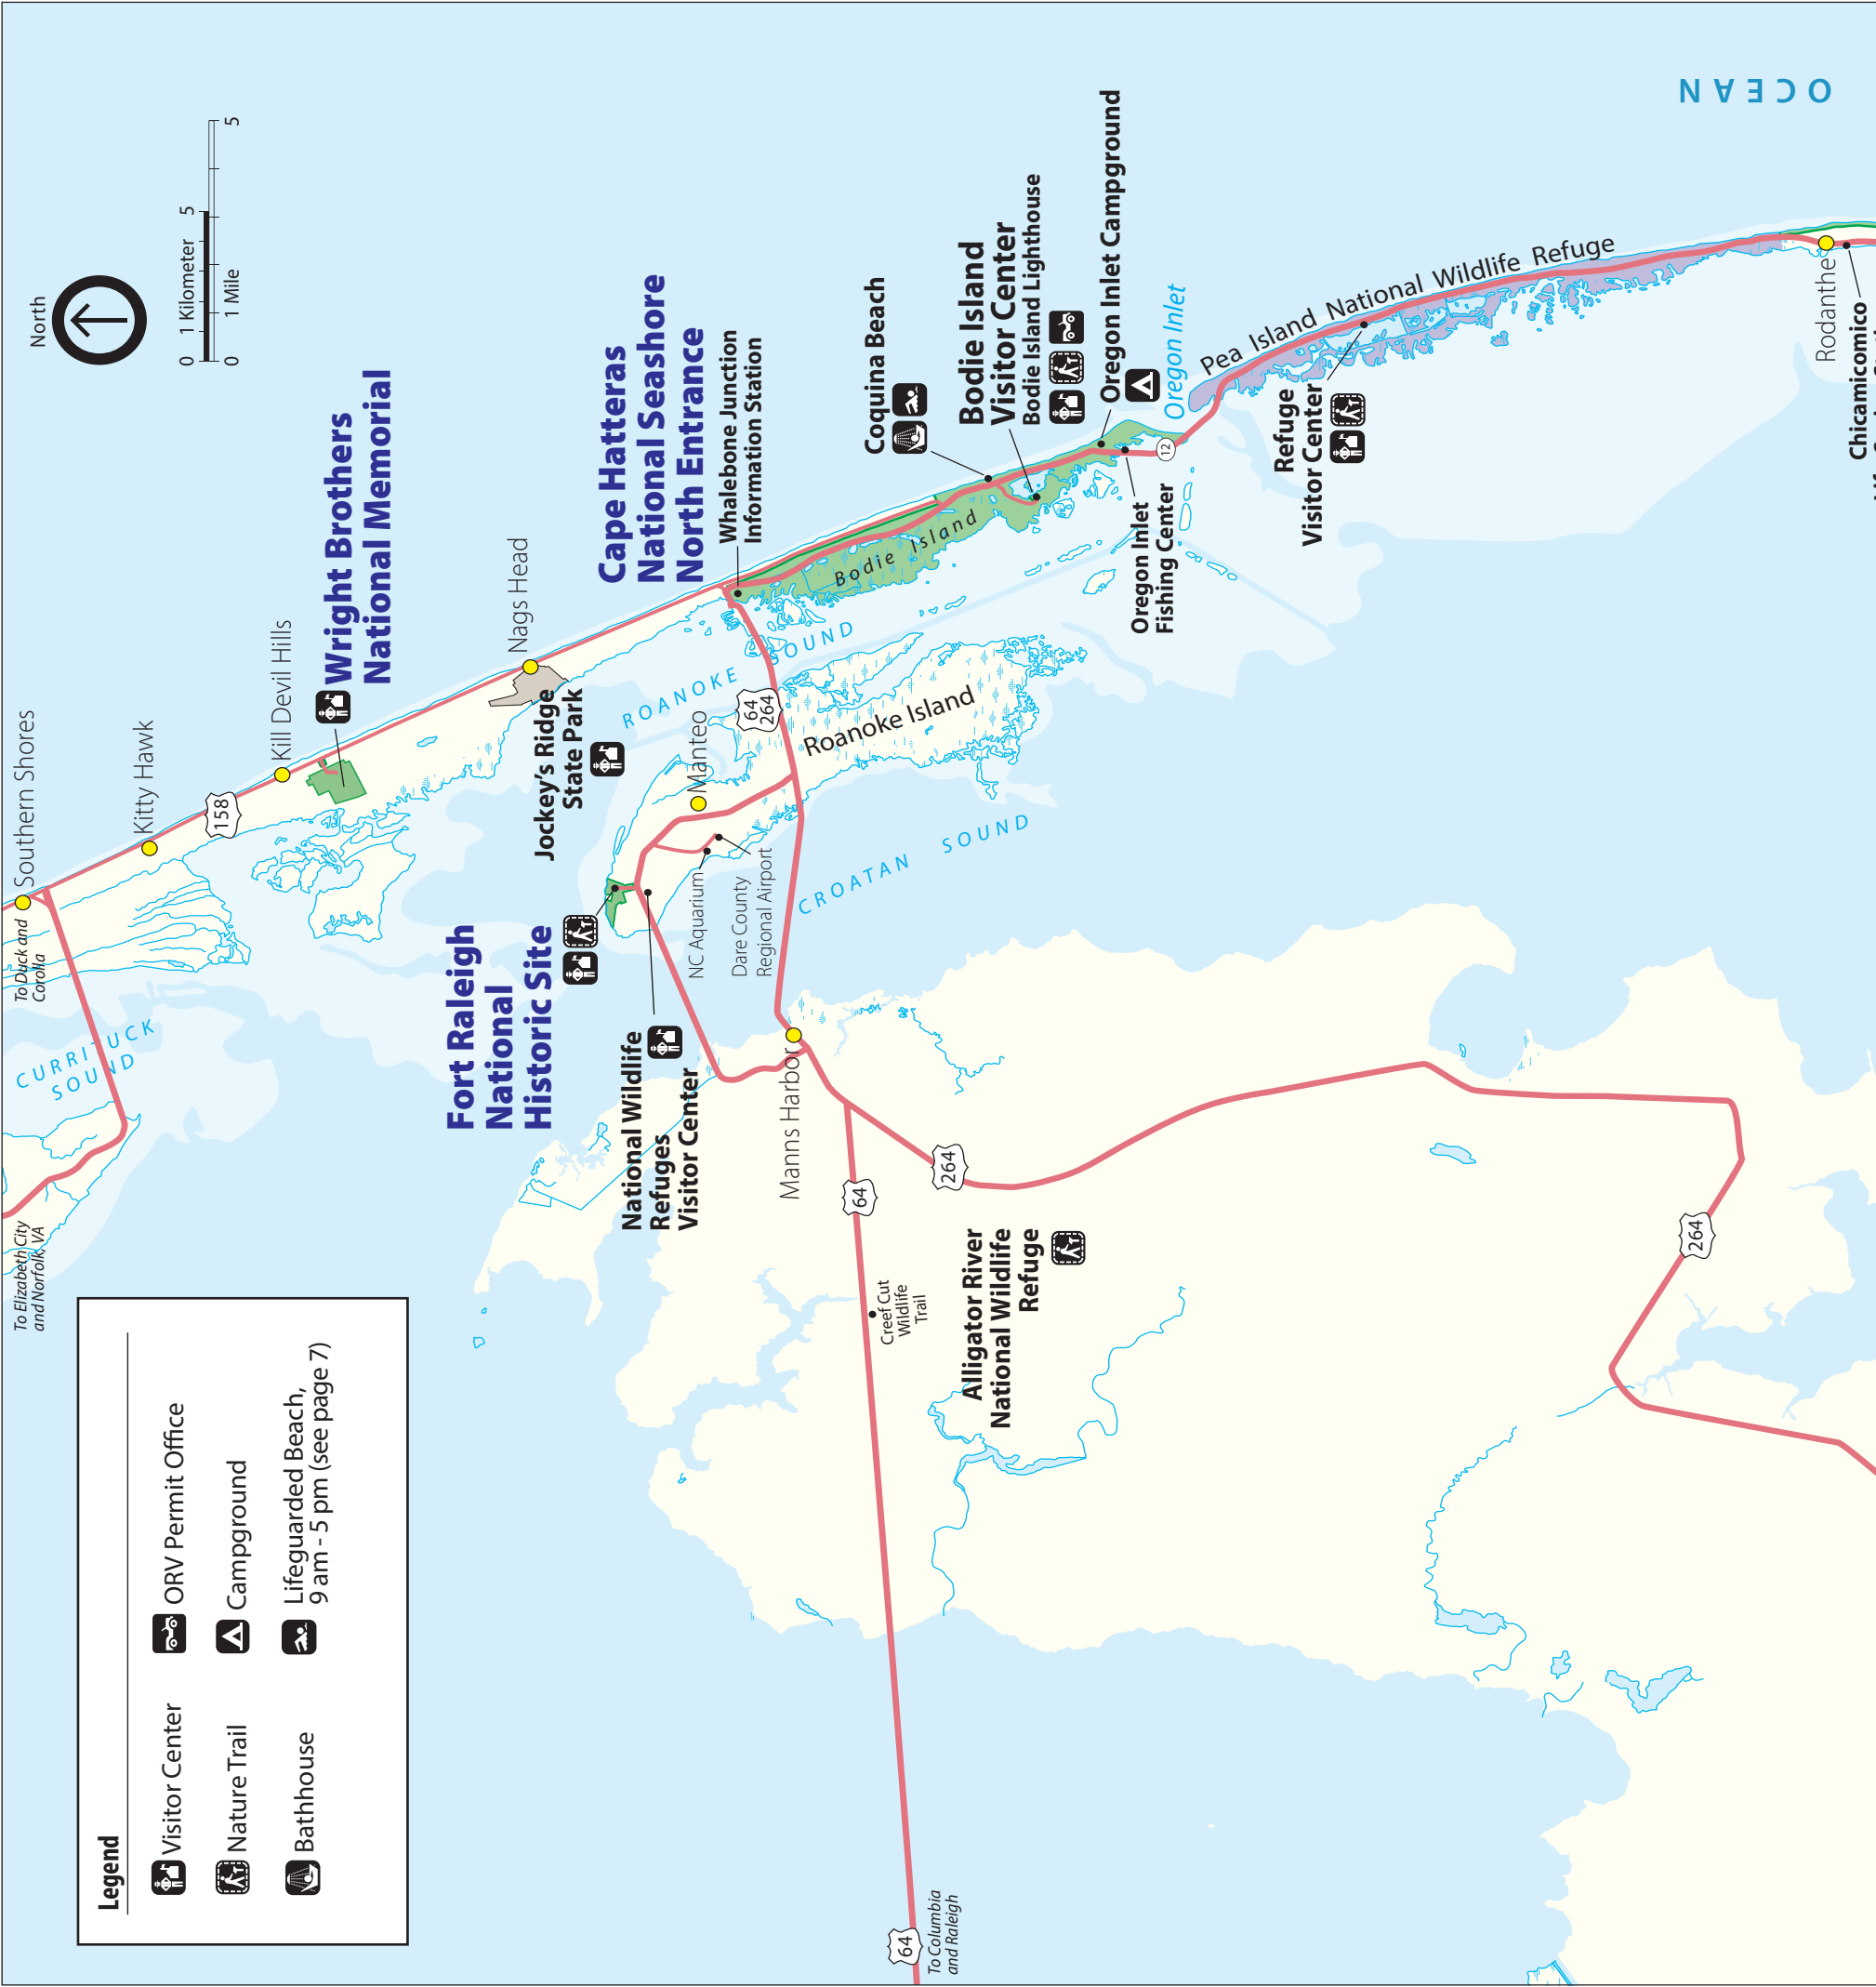 Legend
Visitor Center
ORV Permit Office
Nature Trail
Campground
Bathhouse
Lifeguarded Beach,
9 am - 5 pm (see page 7)
North
0
1 Kilometer
5
0
1 Mile
5
To Elizabeth City
and Norfolk, VA
CURRITUCK
SOUND
To Duck and
Corolla
Southern Shores
Kitty Hawk
158
Kill Devil Hills
Wright Brothers
National Memorial
Nags Head
Jockey's Ridge
State Park
Fort Raleigh
National
Historic Site
National Wildlife
Refuges
Visitor Center
NC Aquarium
Dare County
Regional Airport
Manteo
ROANOKE
SOUND
64
264
Roanoke Island
CROATAN SOUND
Cape Hatteras
National Seashore
North Entrance
Whalebone Junction
Information Station
Bodie Island
Coquina Beach
Bodie Island
Visitor Center
Bodie Island Lighthouse
Oregon Inlet Campground
Oregon Inlet
12
Oregon Inlet
Fishing Center
Pea Island National Wildlife Refuge
Refuge
Visitor Center
Rodanthe
Chicamicomico
OCEAN
Manns Harbor
64
264
Creef Cut
Wildlife
Trail
Alligator River
National Wildlife
Refuge
264
64
To Columbia
and Raleigh